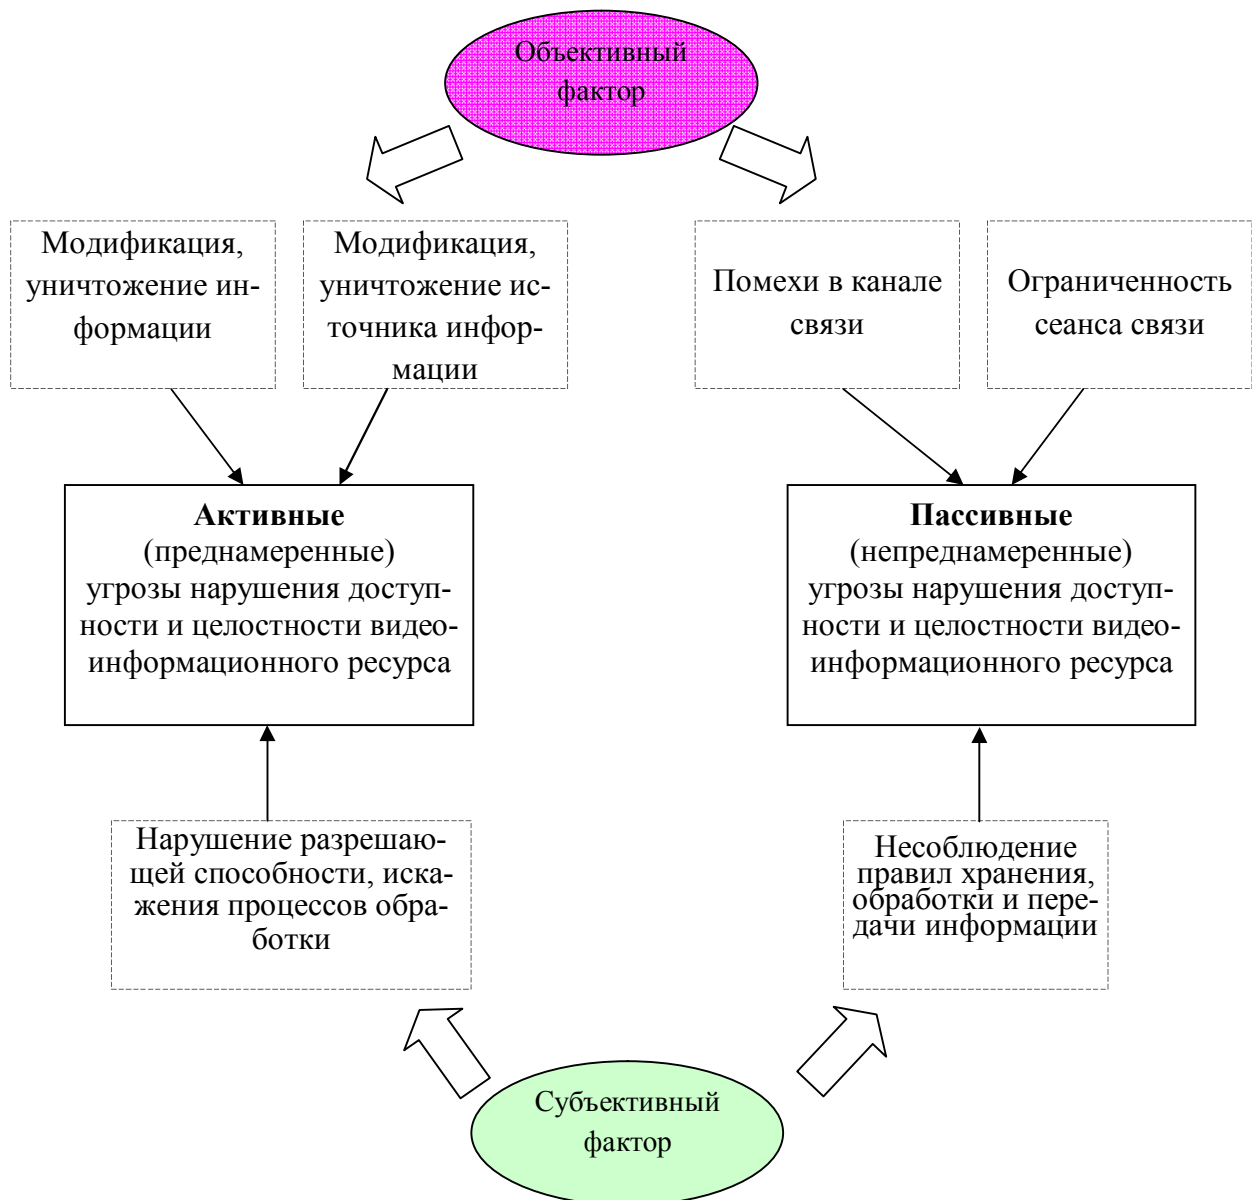 Объективный
фактор
Модификация,
уничтожение ин-
формации
Модификация,
уничтожение ис-
точника инфор-
мации
Помехи в канале
связи
Ограниченность
сеанса связи
Активные
(преднамеренные)
угрозы нарушения доступ-
ности и целостности видео-
информационного ресурса
Пассивные
(непреднамеренные)
угрозы нарушения доступ-
ности и целостности видео-
информационного ресурса
Нарушение разрешаю-
щей способности, иска-
жения процессов обра-
ботки
Несоблюдение
правил хранения,
обработки и пере-
дачи информации
Субъективный
фактор